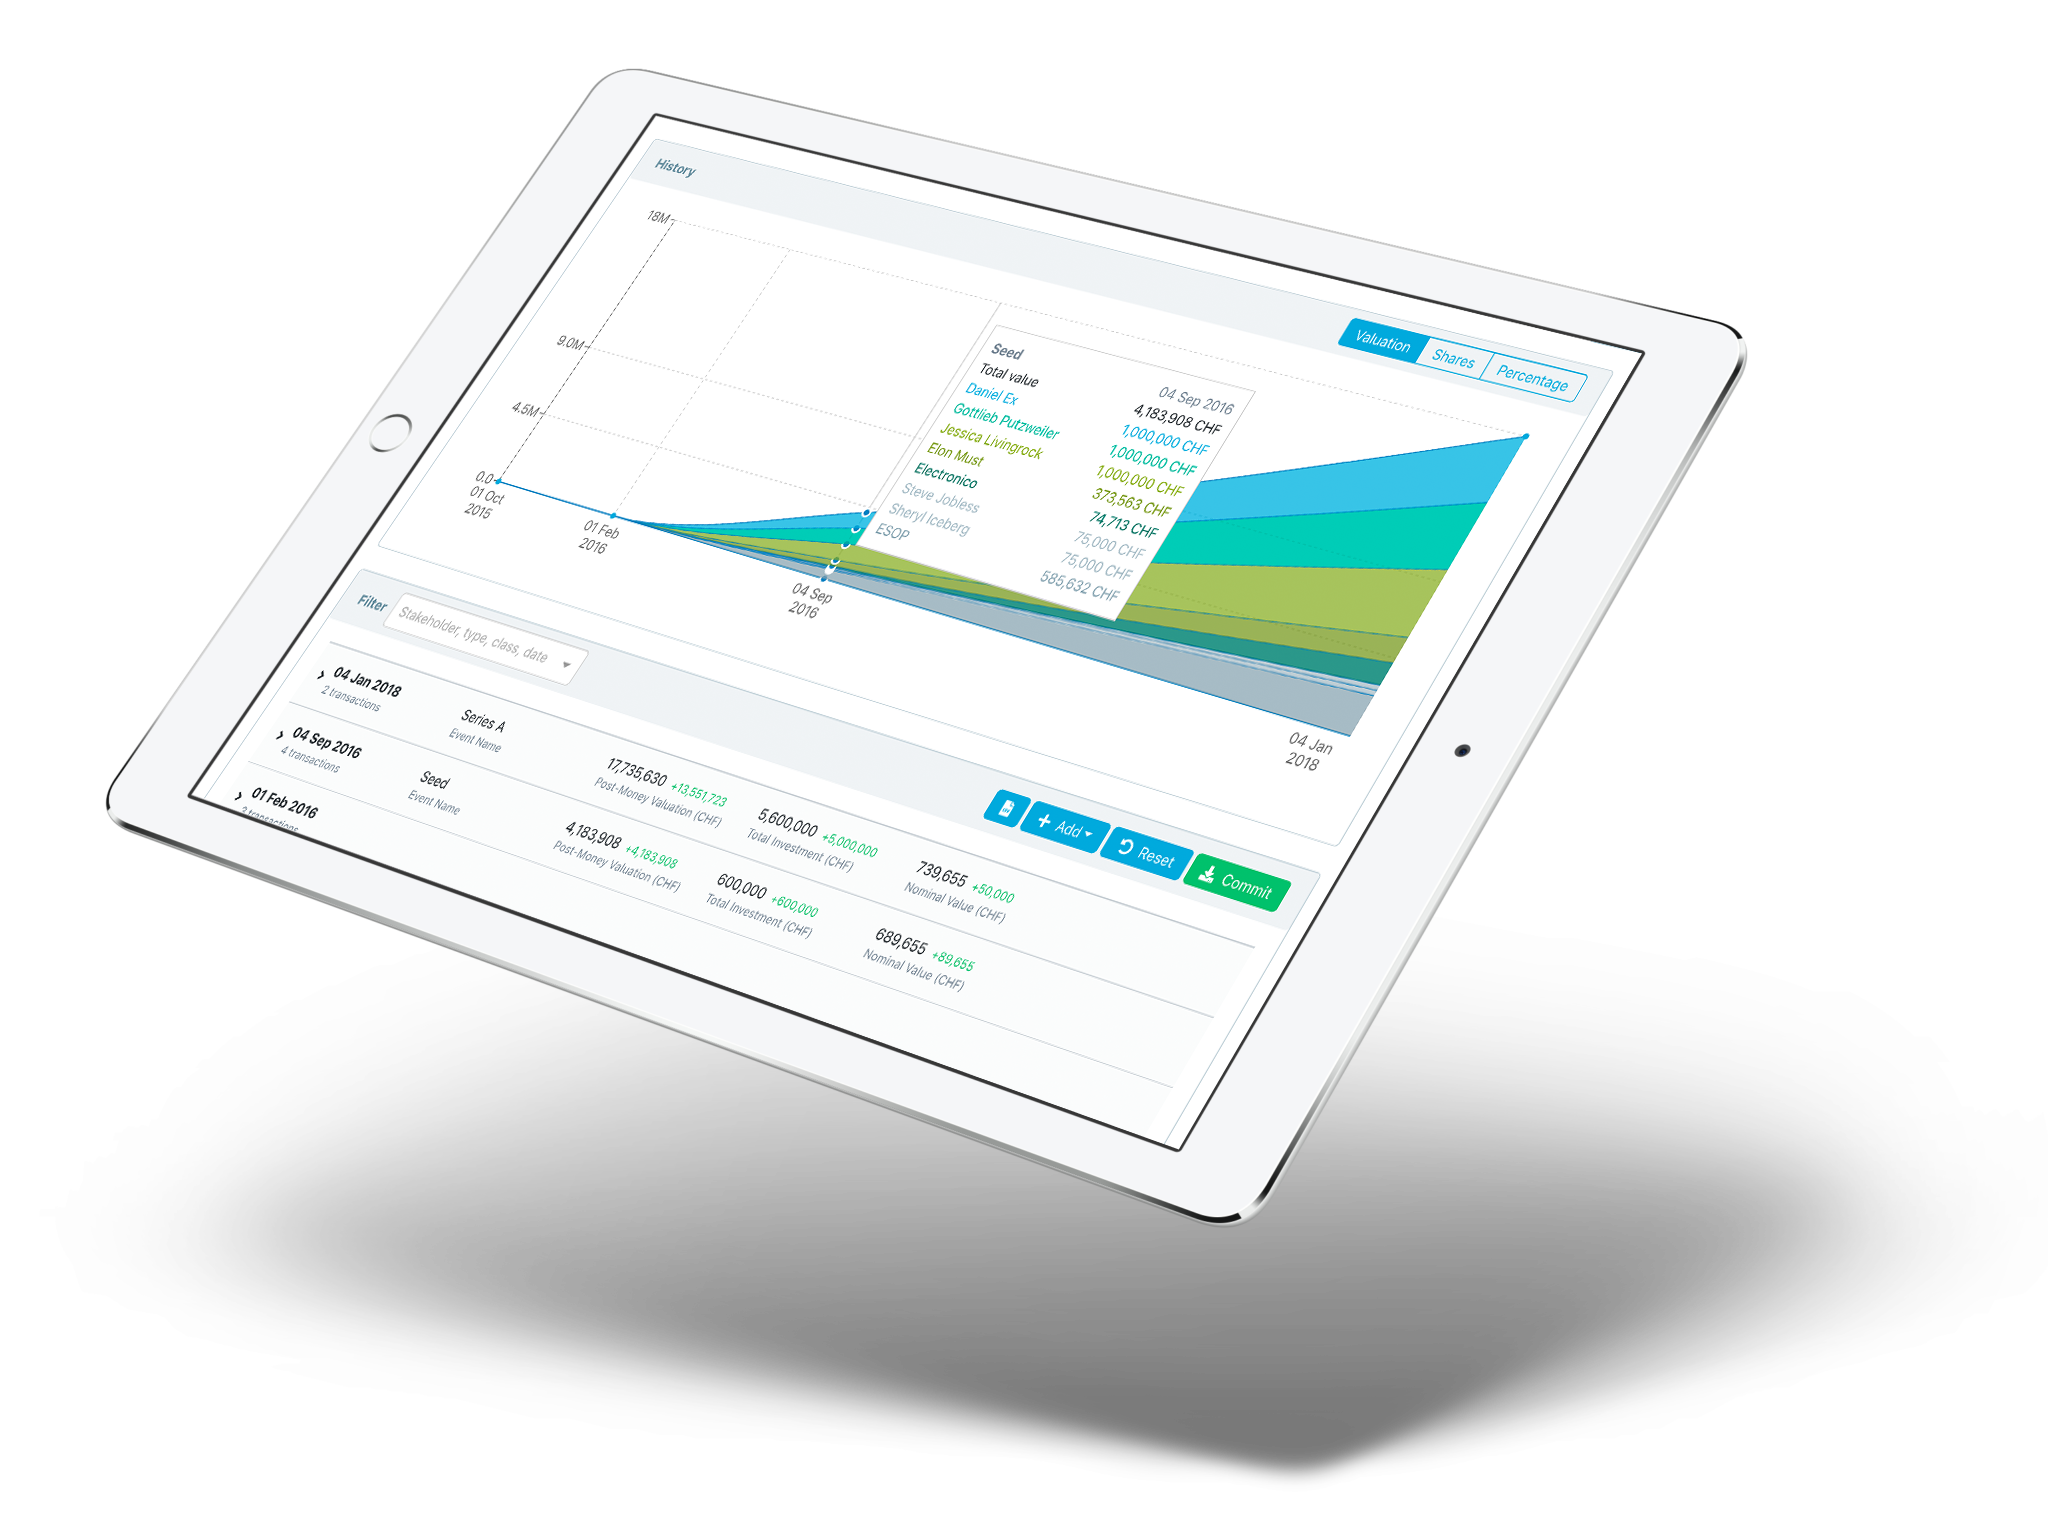 History
Valuation Shares Percentage
18M
9.0M
4.5M
0.0
01 Oct
2015
01 Feb
2016
04 Sep
2016
04 Jan
2018
Seed
04 Sep 2016
Total value 4,183,908 CHF
Daniel Ex 1,000,000 CHF
Gottlieb Putzweiler 1,000,000 CHF
Jessica Livingrock 1,000,000 CHF
Elon Must 373,563 CHF
Electronico 74,713 CHF
Steve Jobless 75,000 CHF
Sheryl Iceberg 75,000 CHF
ESOP 585,632 CHF
Filter Stakeholder, type, class, date
Add Reset Commit
04 Jan 2018 Series A 17,735,630 +13,551,723 5,600,000 +5,000,000 739,655 +50,000
2 transactions Event Name Post-Money Valuation (CHF) Total Investment (CHF) Nominal Value (CHF)
04 Sep 2016 Seed 4,183,908 +4,183,908 600,000 +600,000 689,655 +89,655
4 transactions Event Name Post-Money Valuation (CHF) Total Investment (CHF) Nominal Value (CHF)
01 Feb 2016
transactions